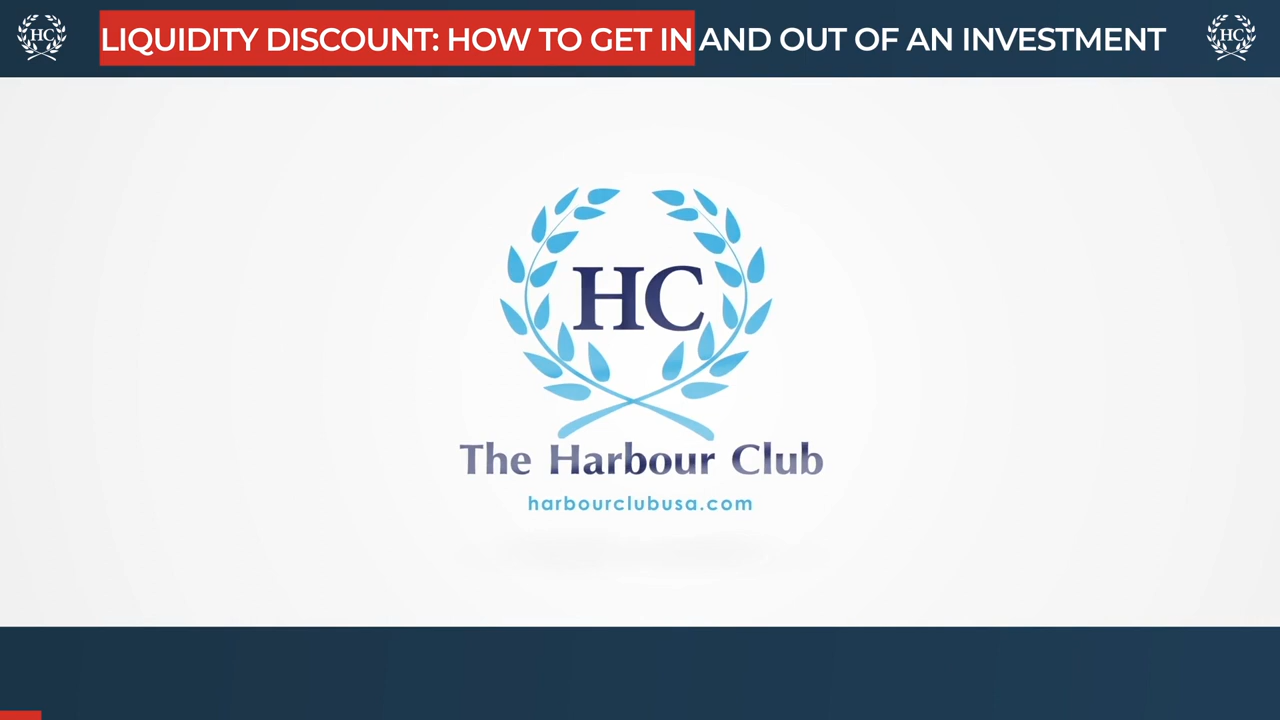 HC
LIQUIDITY DISCOUNT: HOW TO GET IN AND OUT OF AN INVESTMENT
HC
HC
The Harbour Club
harbourclubusa.com